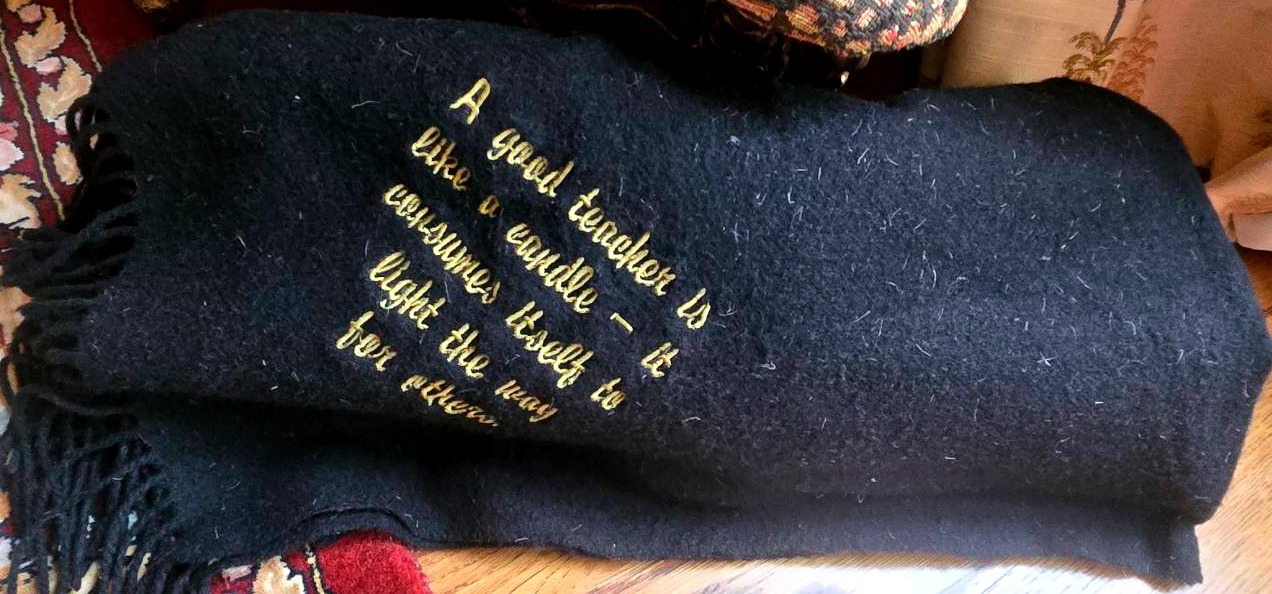 A good teacher is
like a candle – it
consumes itself to
light the way
for others.